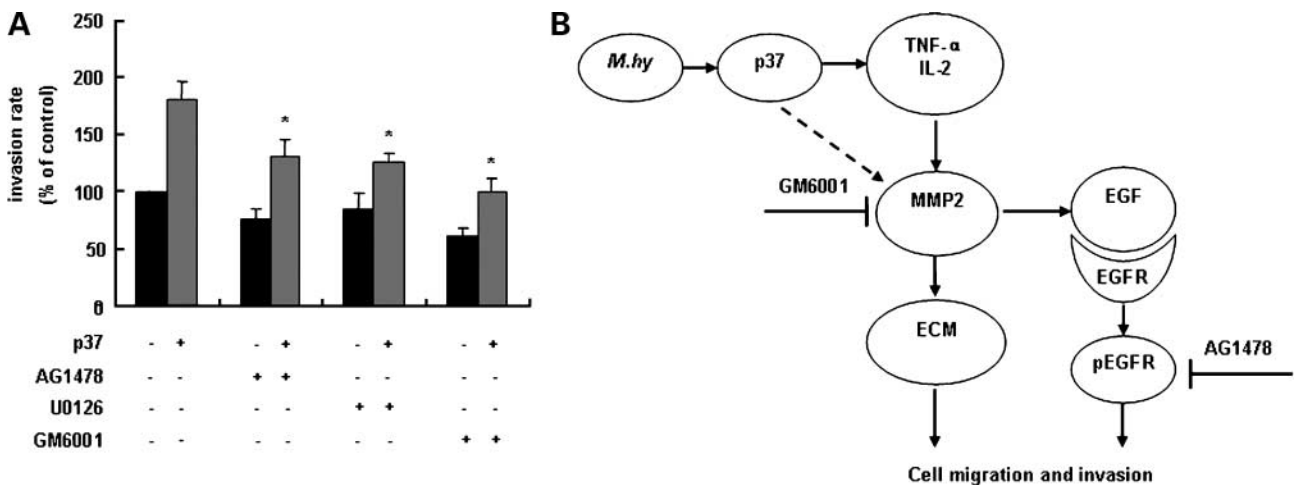 A
invasion rate
(% of control)
250
200
150
100
50
0
* * *
p37 - + - + - + - +
AG1478 - - + + - - - -
U0126 - - - - + + - -
GM6001 - - - - - - + +
B
M.hy
p37
TNF-α
IL-2
GM6001
MMP2
EGF
EGFR
ECM
pEGFR
AG1478
Cell migration and invasion